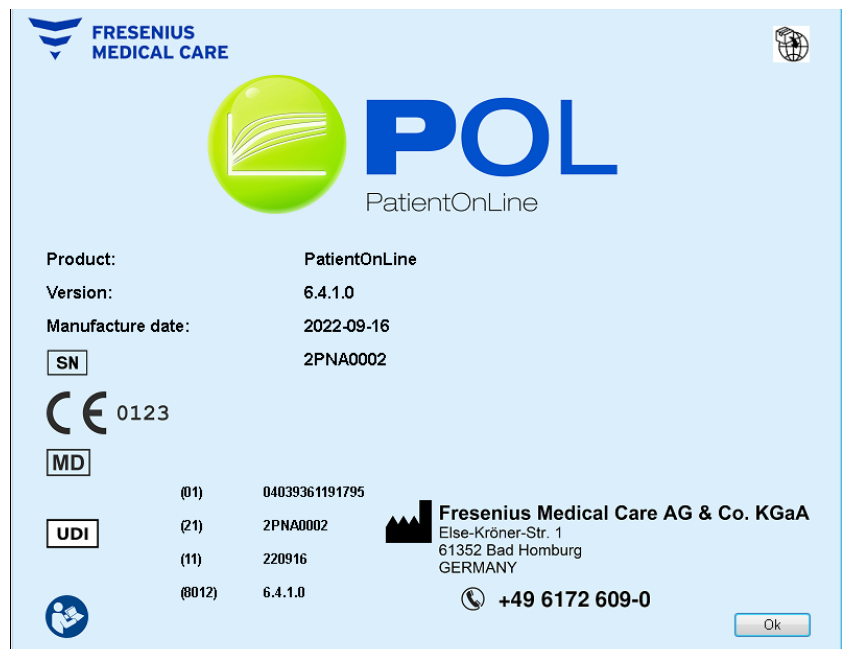 FRESENIUS
MEDICAL CARE
POL
PatientOnLine
Product: PatientOnLine
Version: 6.4.1.0
Manufacture date: 2022-09-16
SN 2PNA0002
CE 0123
MD
UDI
(01) 04039361191795
(21) 2PNA0002
(11) 220916
(8012) 6.4.1.0
Fresenius Medical Care AG & Co. KGaA
Else-Kröner-Str. 1
61352 Bad Homburg
GERMANY
+49 6172 609-0
Ok